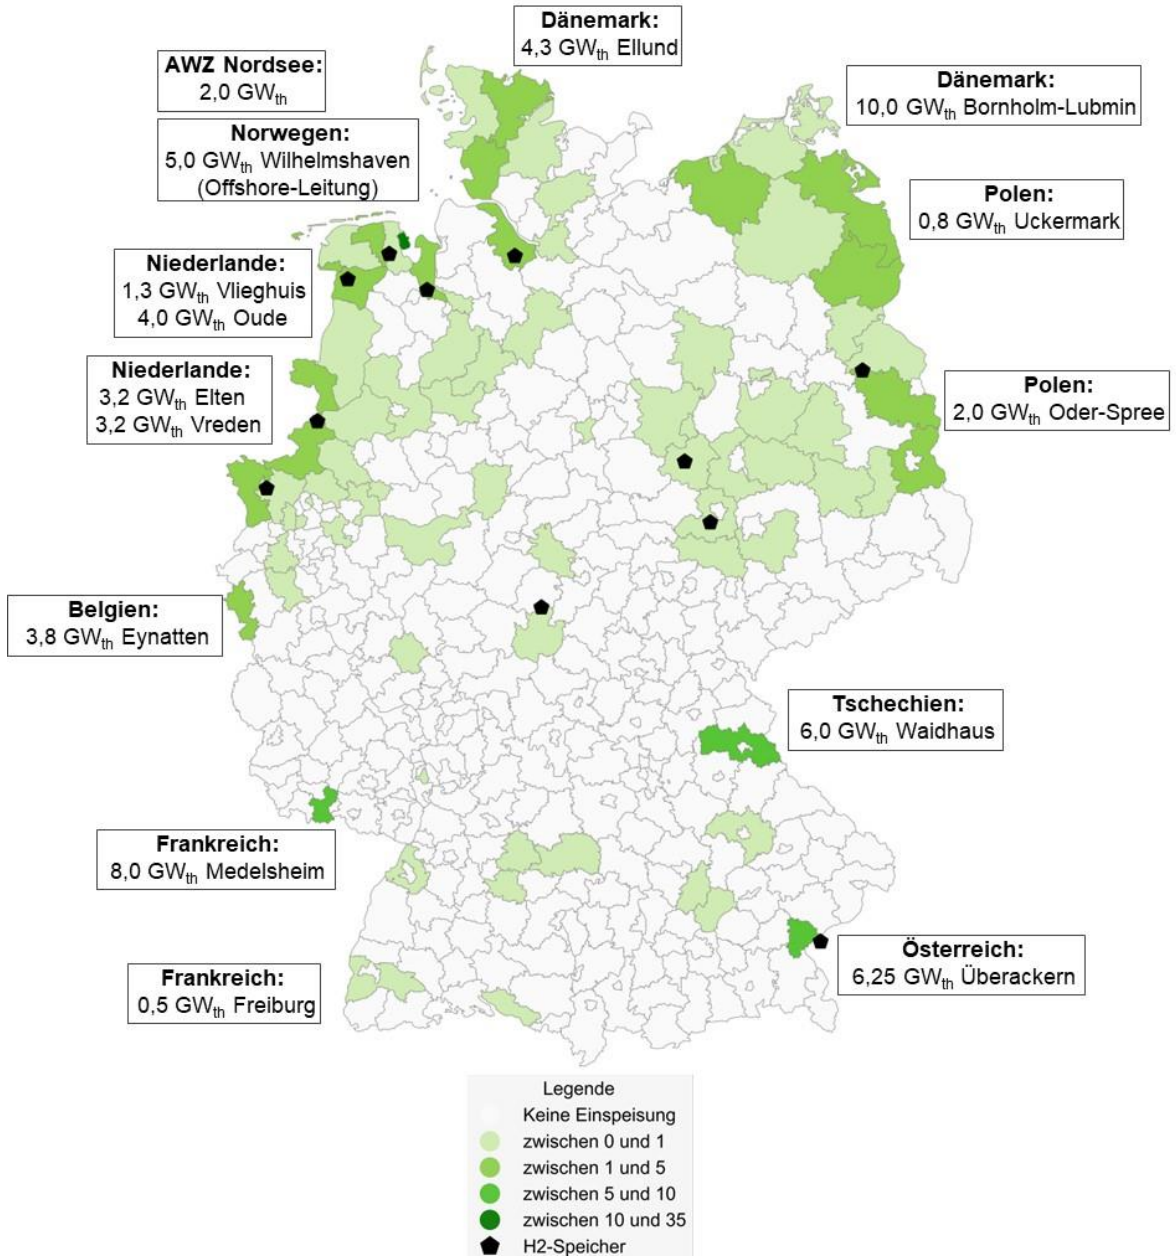 Dänemark:
4,3 GWth Ellund
AWZ Nordsee:
2,0 GWth
Dänemark:
10,0 GWth Bornholm-Lubmin
Norwegen:
5,0 GWth Wilhelmshaven
(Offshore-Leitung)
Polen:
0,8 GWth Uckermark
Niederlande:
1,3 GWth Vlieghuis
4,0 GWth Oude
Niederlande:
3,2 GWth Elten
3,2 GWth Vreden
Polen:
2,0 GWth Oder-Spree
Belgien:
3,8 GWth Eynatten
Tschechien:
6,0 GWth Waidhaus
Frankreich:
8,0 GWth Medelsheim
Österreich:
6,25 GWth Überackern
Frankreich:
0,5 GWth Freiburg
Legende
Keine Einspeisung
zwischen 0 und 1
zwischen 1 und 5
zwischen 5 und 10
zwischen 10 und 35
H2-Speicher